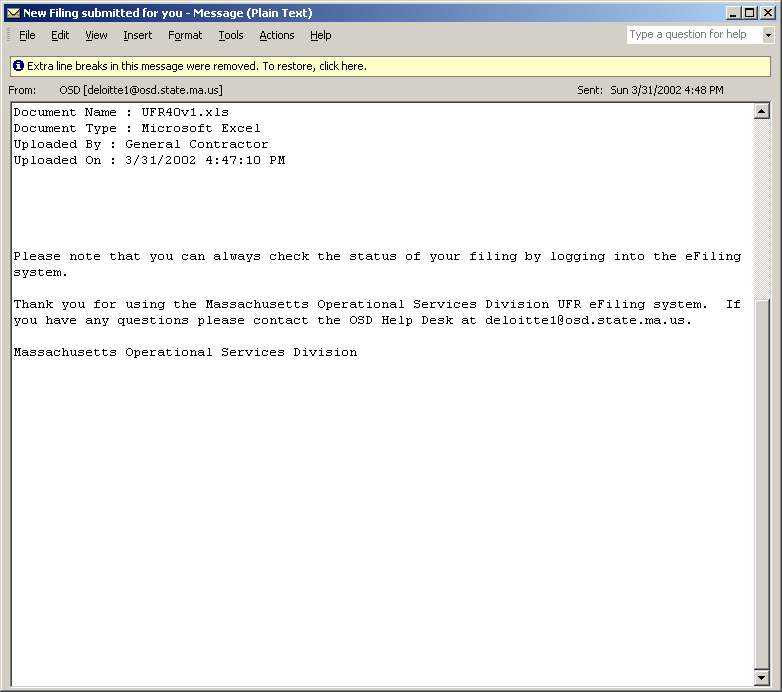 New Filing submitted for you - Message (Plain Text)
File Edit View Insert Format Tools Actions Help
Type a question for help
Extra line breaks in this message were removed. To restore, click here.
From: OSD [deloitte1@osd.state.ma.us] Sent: Sun 3/31/2002 4:48 PM
Document Name : UFR40v1.xls
Document Type : Microsoft Excel
Uploaded By : General Contractor
Uploaded On : 3/31/2002 4:47:10 PM
Please note that you can always check the status of your filing by logging into the eFiling
system.
Thank you for using the Massachusetts Operational Services Division UFR eFiling system.  If
you have any questions please contact the OSD Help Desk at deloitte1@osd.state.ma.us.
Massachusetts Operational Services Division